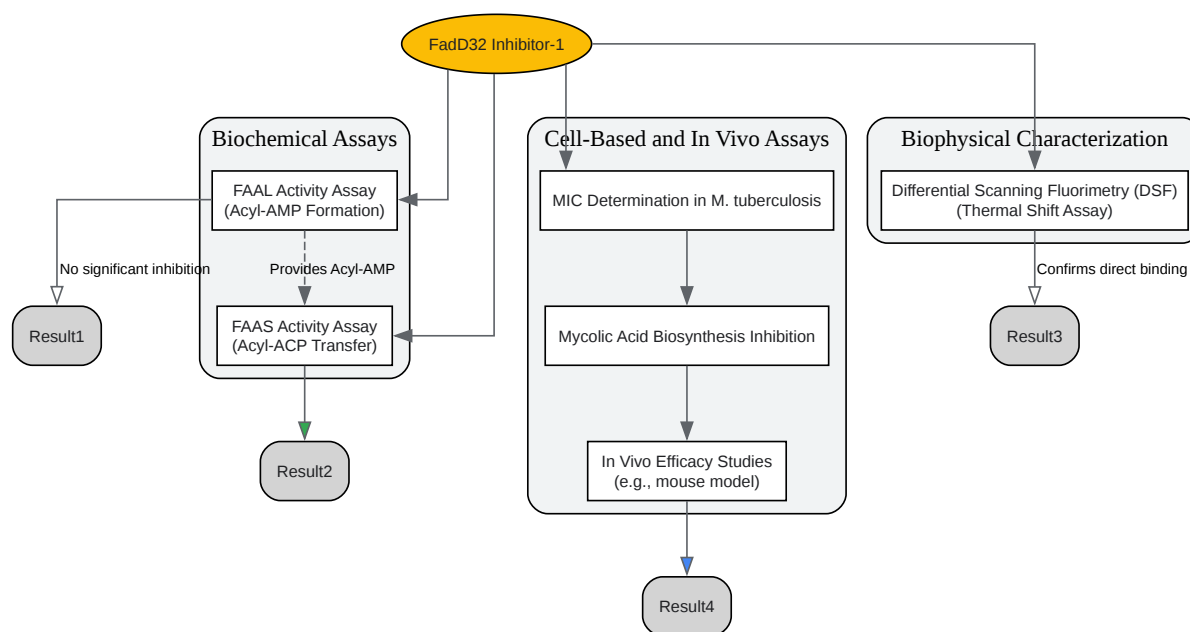 FadD32 Inhibitor-1
Biochemical Assays
FAAL Activity Assay
(Acyl-AMP Formation)
No significant inhibition
Provides Acyl-AMP
Result1
FAAS Activity Assay
(Acyl-ACP Transfer)
Result2
Cell-Based and In Vivo Assays
MIC Determination in M. tuberculosis
Mycolic Acid Biosynthesis Inhibition
In Vivo Efficacy Studies
(e.g., mouse model)
Result4
Biophysical Characterization
Differential Scanning Fluorimetry (DSF)
(Thermal Shift Assay)
Confirms direct binding
Result3